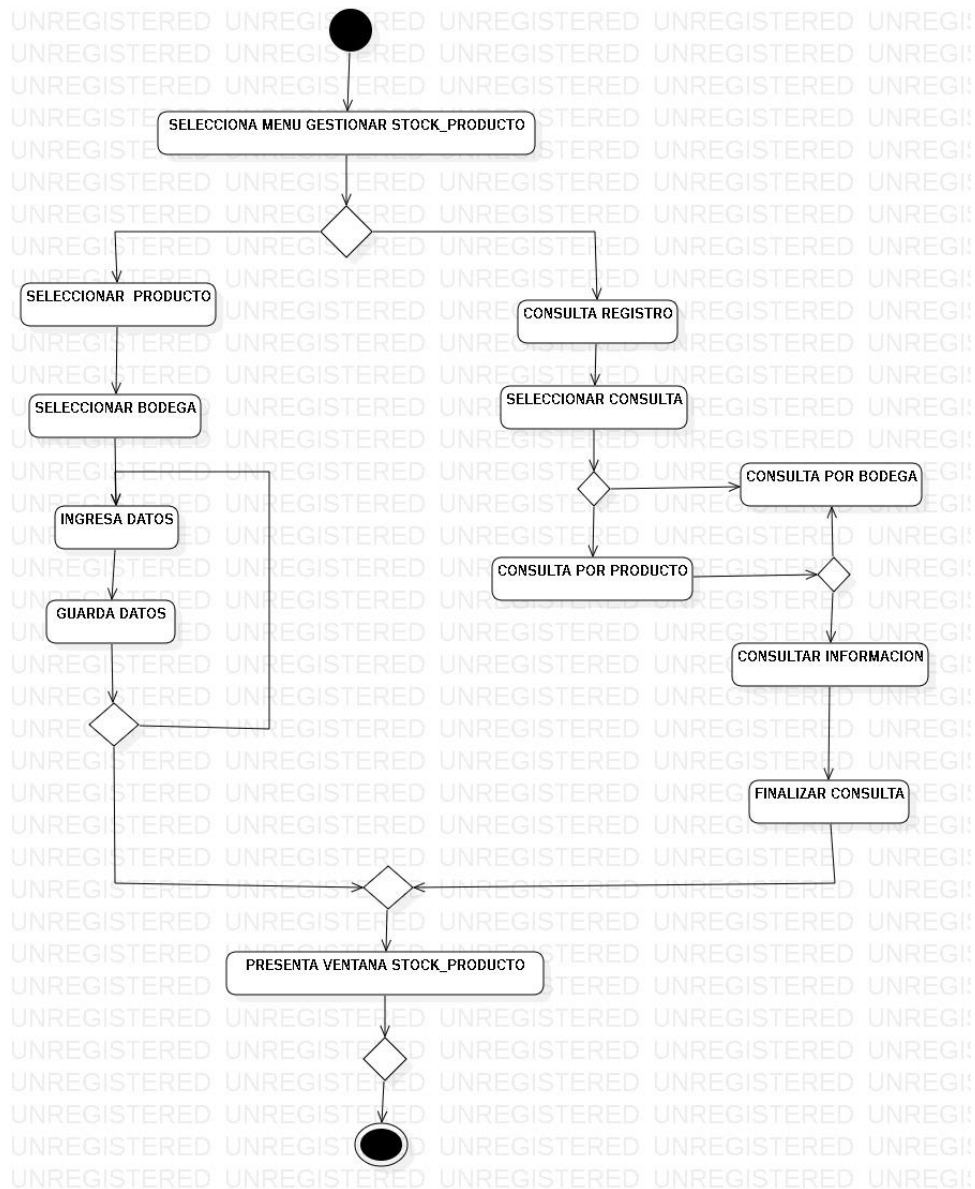 SELECCIONA MENU GESTIONAR STOCK_PRODUCTO
SELECCIONAR PRODUCTO
CONSULTA REGISTRO
SELECCIONAR BODEGA
SELECCIONAR CONSULTA
CONSULTA POR BODEGA
INGRESA DATOS
CONSULTA POR PRODUCTO
GUARDA DATOS
CONSULTAR INFORMACION
FINALIZAR CONSULTA
PRESENTA VENTANA STOCK_PRODUCTO
UNREGISTERED